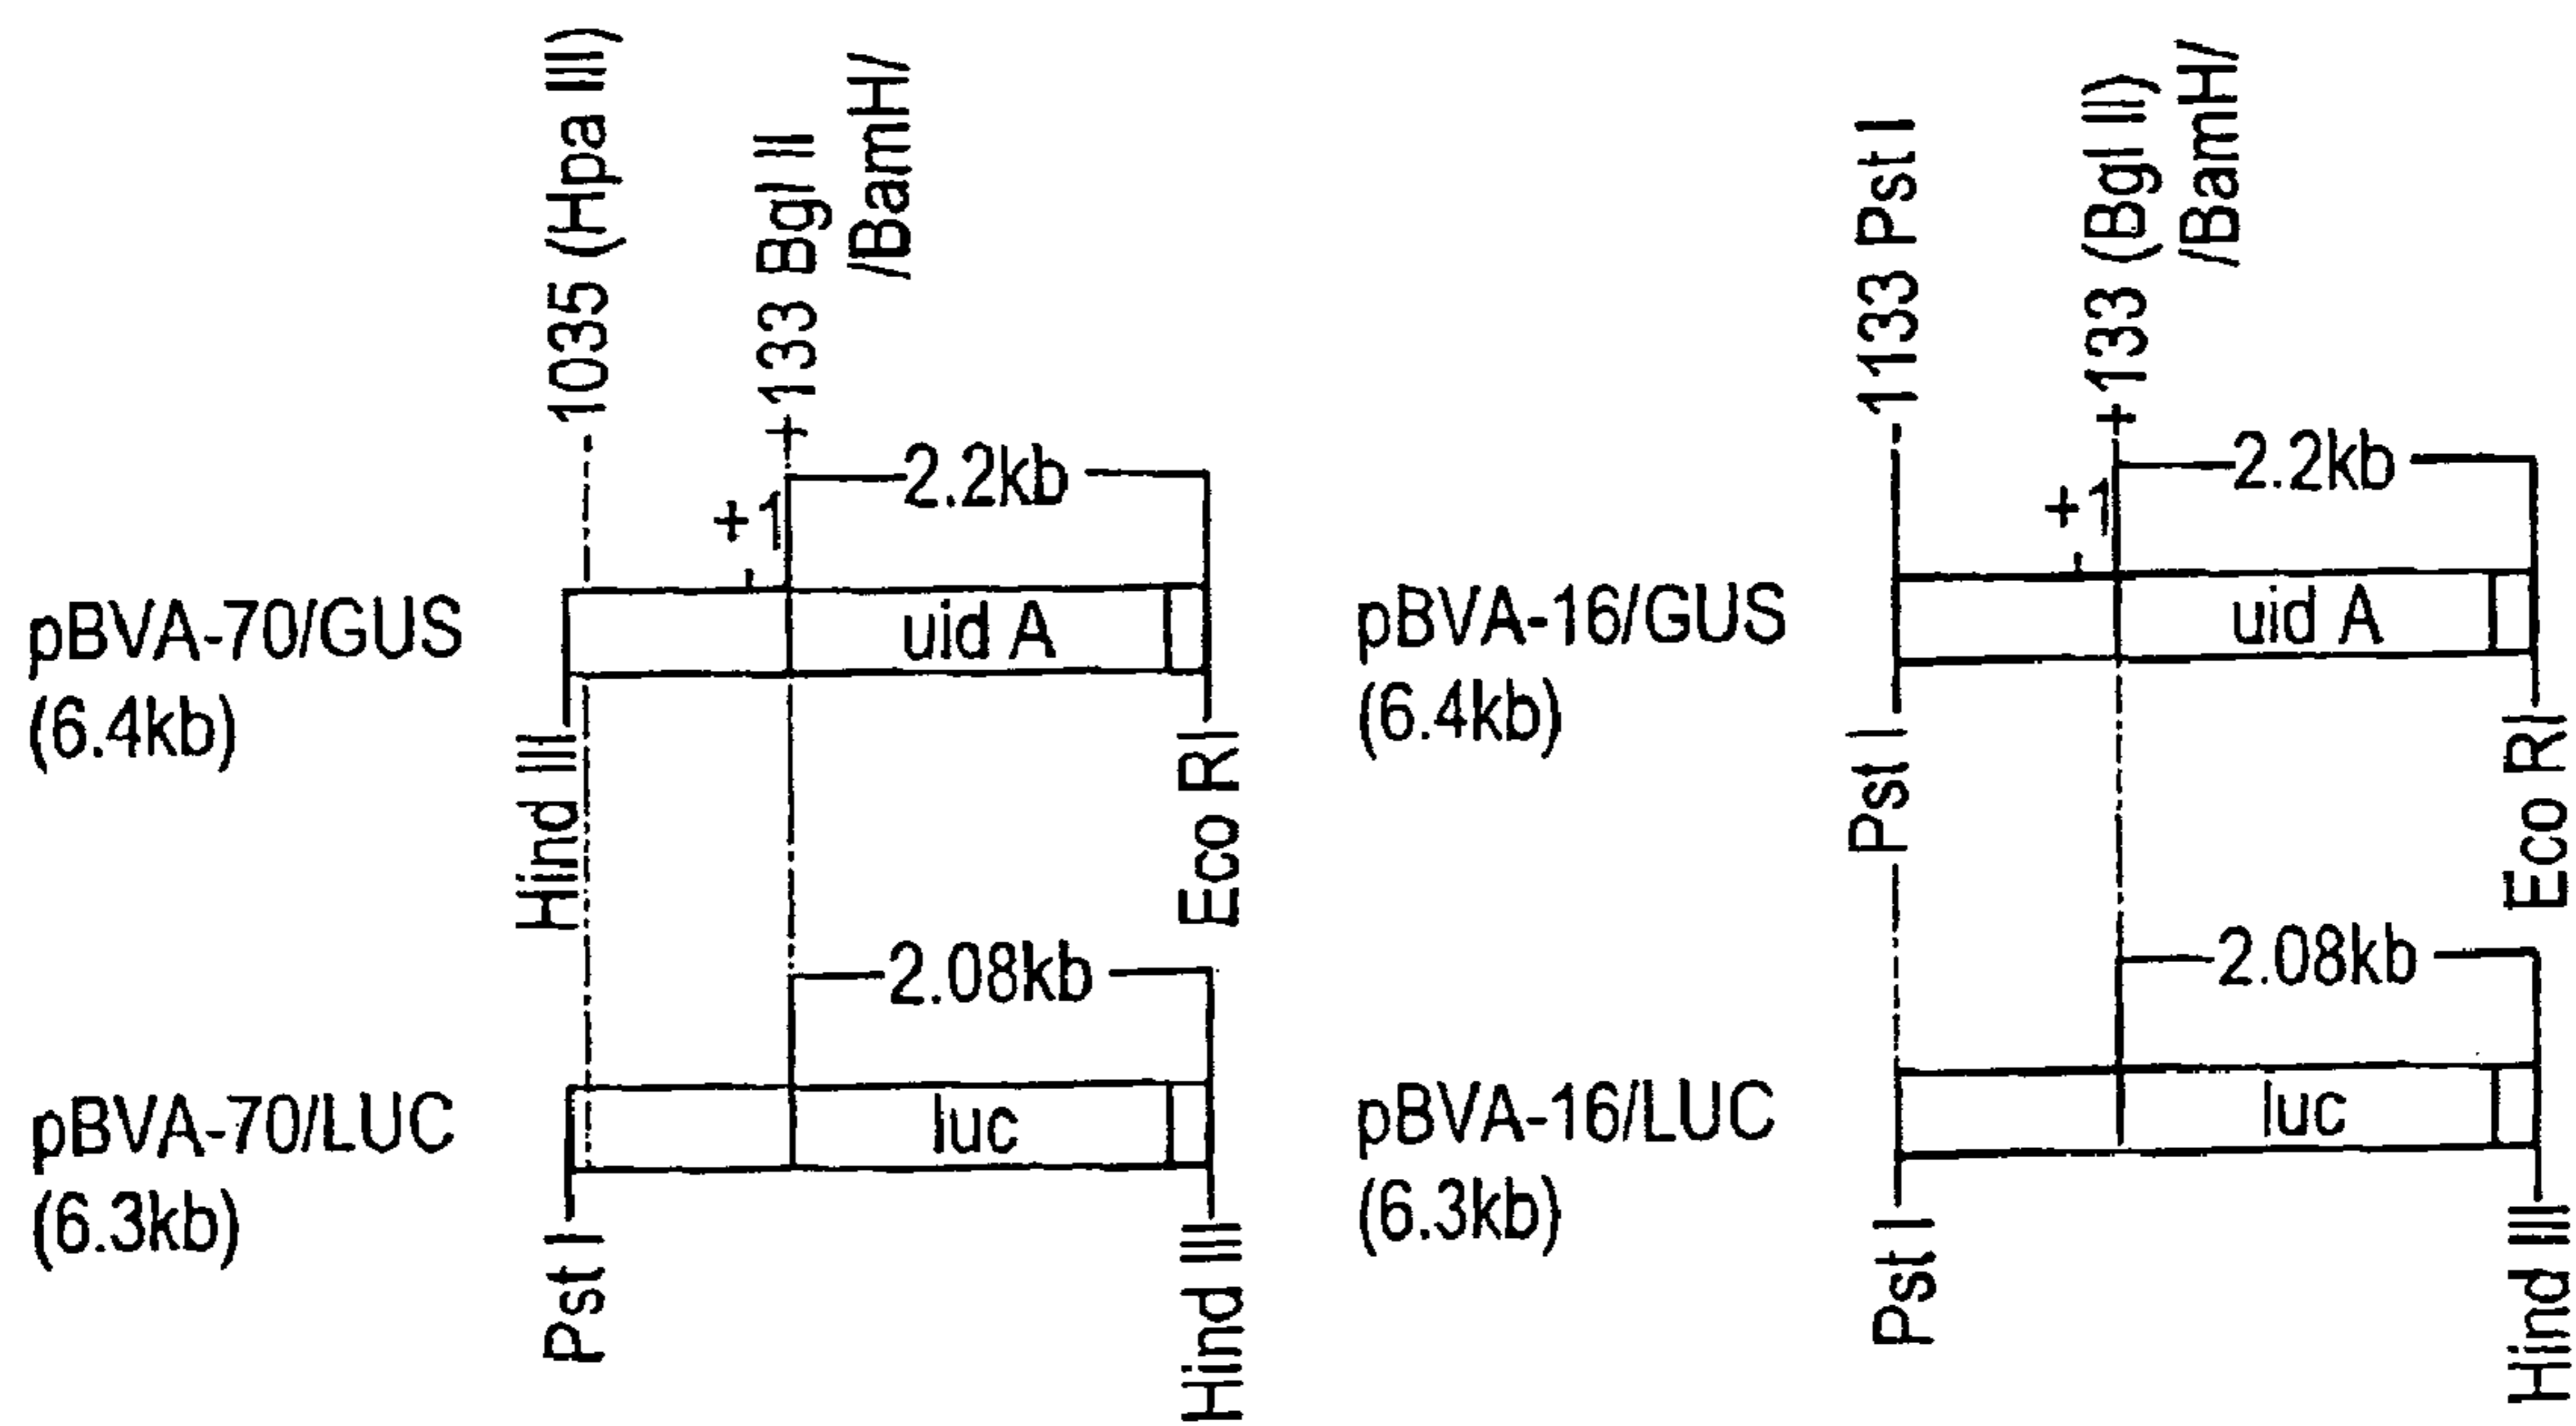 1035 (Hpa III)
+133 Bgl II
/BamH/
+1
2.2kb
pBVA-70/GUS
(6.4kb)
uid A
Hind III
Eco RI
2.08kb
pBVA-70/LUC
(6.3kb)
luc
Pst I
Hind III
1133 Pst I
+133 (Bgl II)
/BamH/
+1
2.2kb
pBVA-16/GUS
(6.4kb)
uid A
Pst I
Eco RI
2.08kb
pBVA-16/LUC
(6.3kb)
luc
Pst I
Hind III